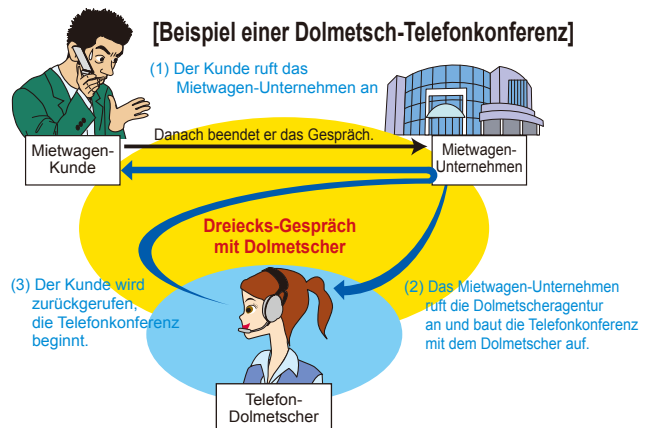 [Beispiel einer Dolmetsch-Telefonkonferenz]
(1) Der Kunde ruft das
Mietwagen-Unternehmen an
Danach beendet er das Gespräch.
Mietwagen-
Kunde
Mietwagen-
Unternehmen
Dreiecks-Gespräch
mit Dolmetscher
(3) Der Kunde wird
zurückgerufen,
die Telefonkonferenz
beginnt.
(2) Das Mietwagen-Unternehmen
ruft die Dolmetscheragentur
an und baut die Telefonkonferenz
mit dem Dolmetscher auf.
Telefon-
Dolmetscher